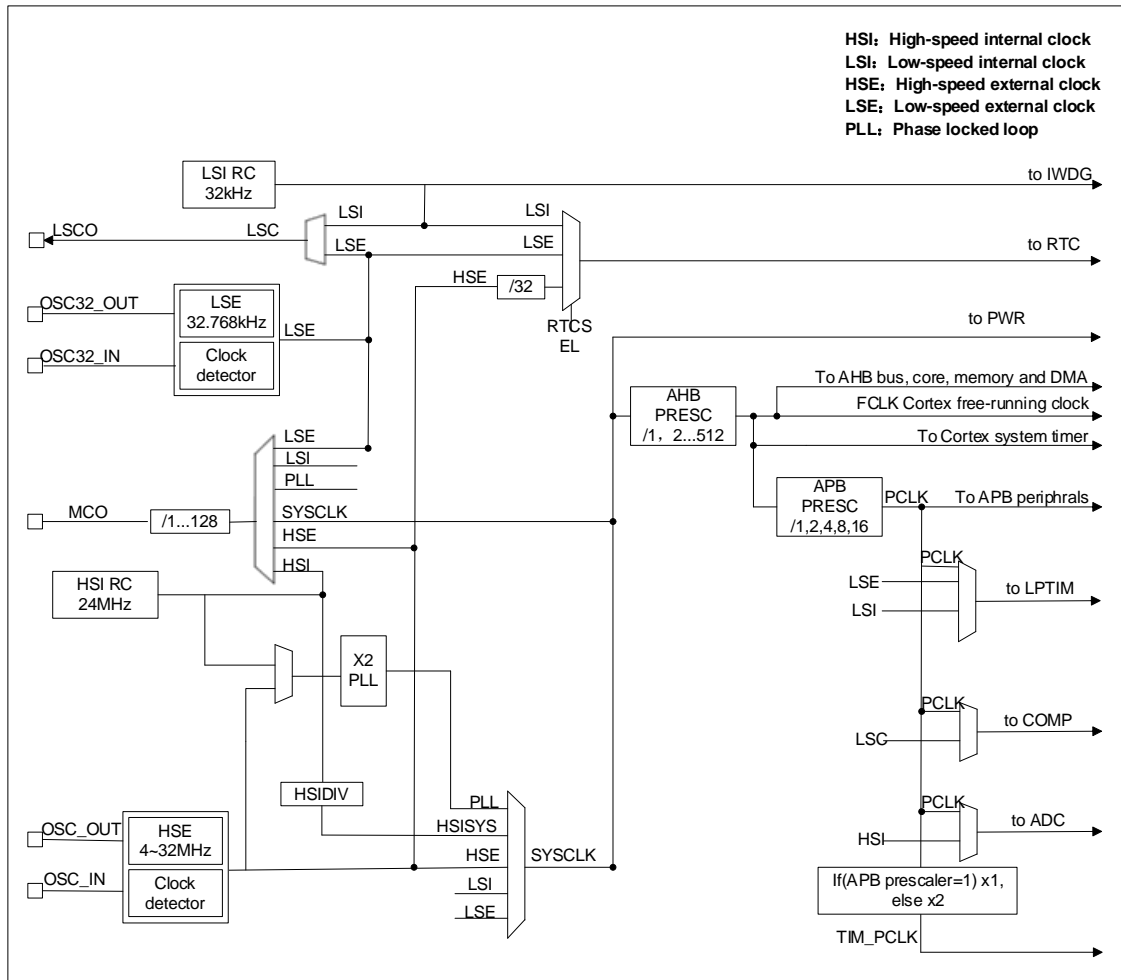 HSI：High-speed internal clock
LSI：Low-speed internal clock
HSE：High-speed external clock
LSE：Low-speed external clock
PLL：Phase locked loop
LSI RC
32kHz
to IWDG
LSCO
LSC
LSI
LSE
LSI
LSE
HSE
/32
to RTC
RTCS
EL
OSC32_OUT
OSC32_IN
LSE
32.768kHz
Clock
detector
LSE
to PWR
AHB
PRESC
/1，2...512
To AHB bus, core, memory and DMA
FCLK Cortex free-running clock
To Cortex system timer
APB
PRESC
/1,2,4,8,16
PCLK
To APB periphrals
LSE
LSI
PLL
SYSCLK
HSE
HSI
MCO
/1...128
HSI RC
24MHz
X2
PLL
HSIDIV
PCLK
LSE
LSI
to LPTIM
PCLK
LSC
to COMP
PCLK
HSI
to ADC
OSC_OUT
OSC_IN
HSE
4~32MHz
Clock
detector
PLL
HSISYS
HSE
LSI
LSE
SYSCLK
If(APB prescaler=1) x1,
else x2
TIM_PCLK